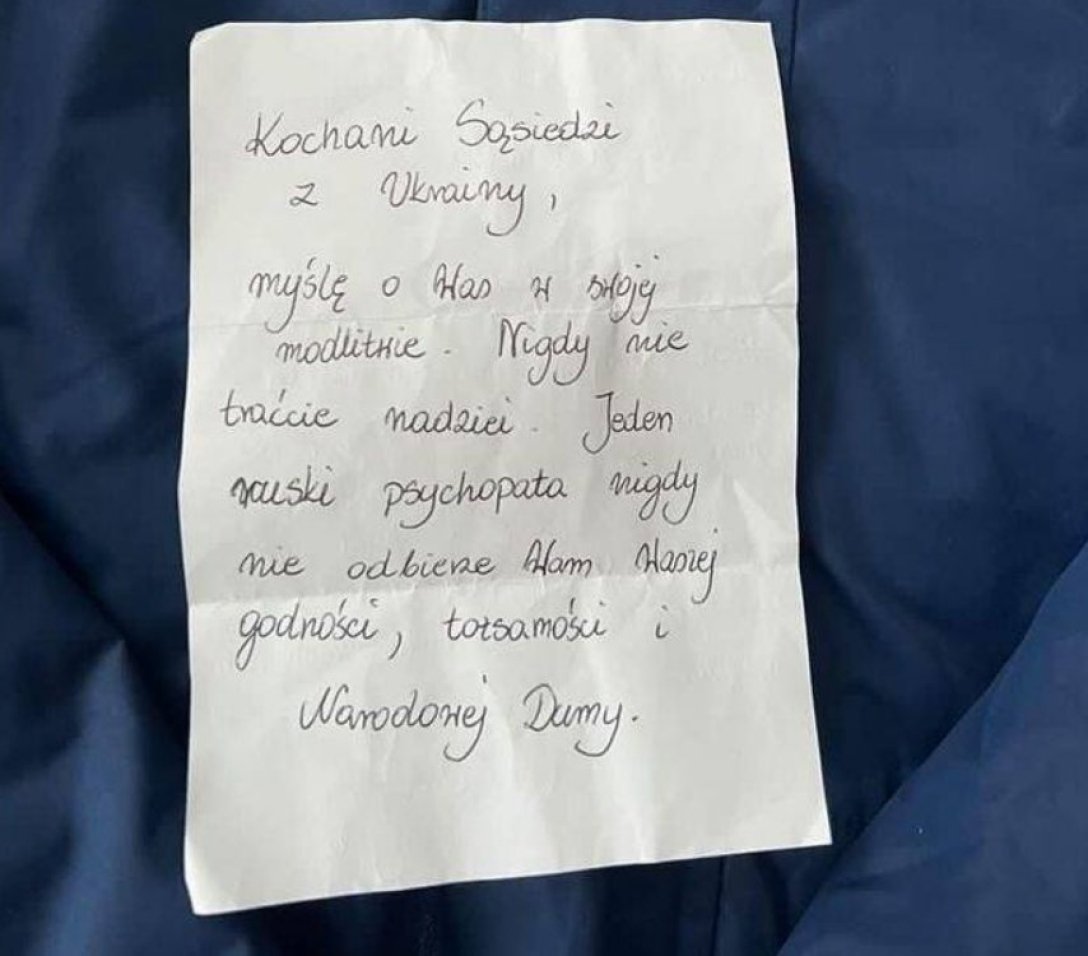 Kochani Sąsiedzi
z Ukrainy,
myślę o Was w swojej
modlitwie. Nigdy nie
traćcie nadziei. Jeden
ruski psychopata nigdy
nie odbierze Wam Waszej
godności, tożsamości i
Narodowej Dumy.